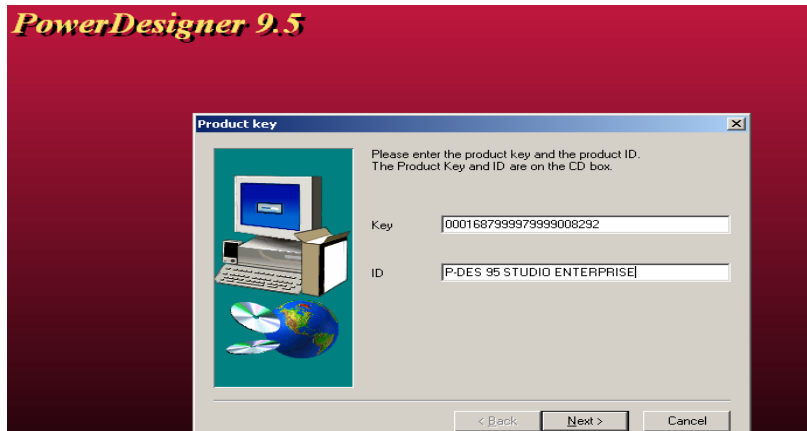 PowerDesigner 9.5
Product key
Please enter the product key and the product ID.
The Product Key and ID are on the CD box.
Key 0001687999979999008292
ID P-DES 95 STUDIO ENTERPRISE
< Back Next > Cancel